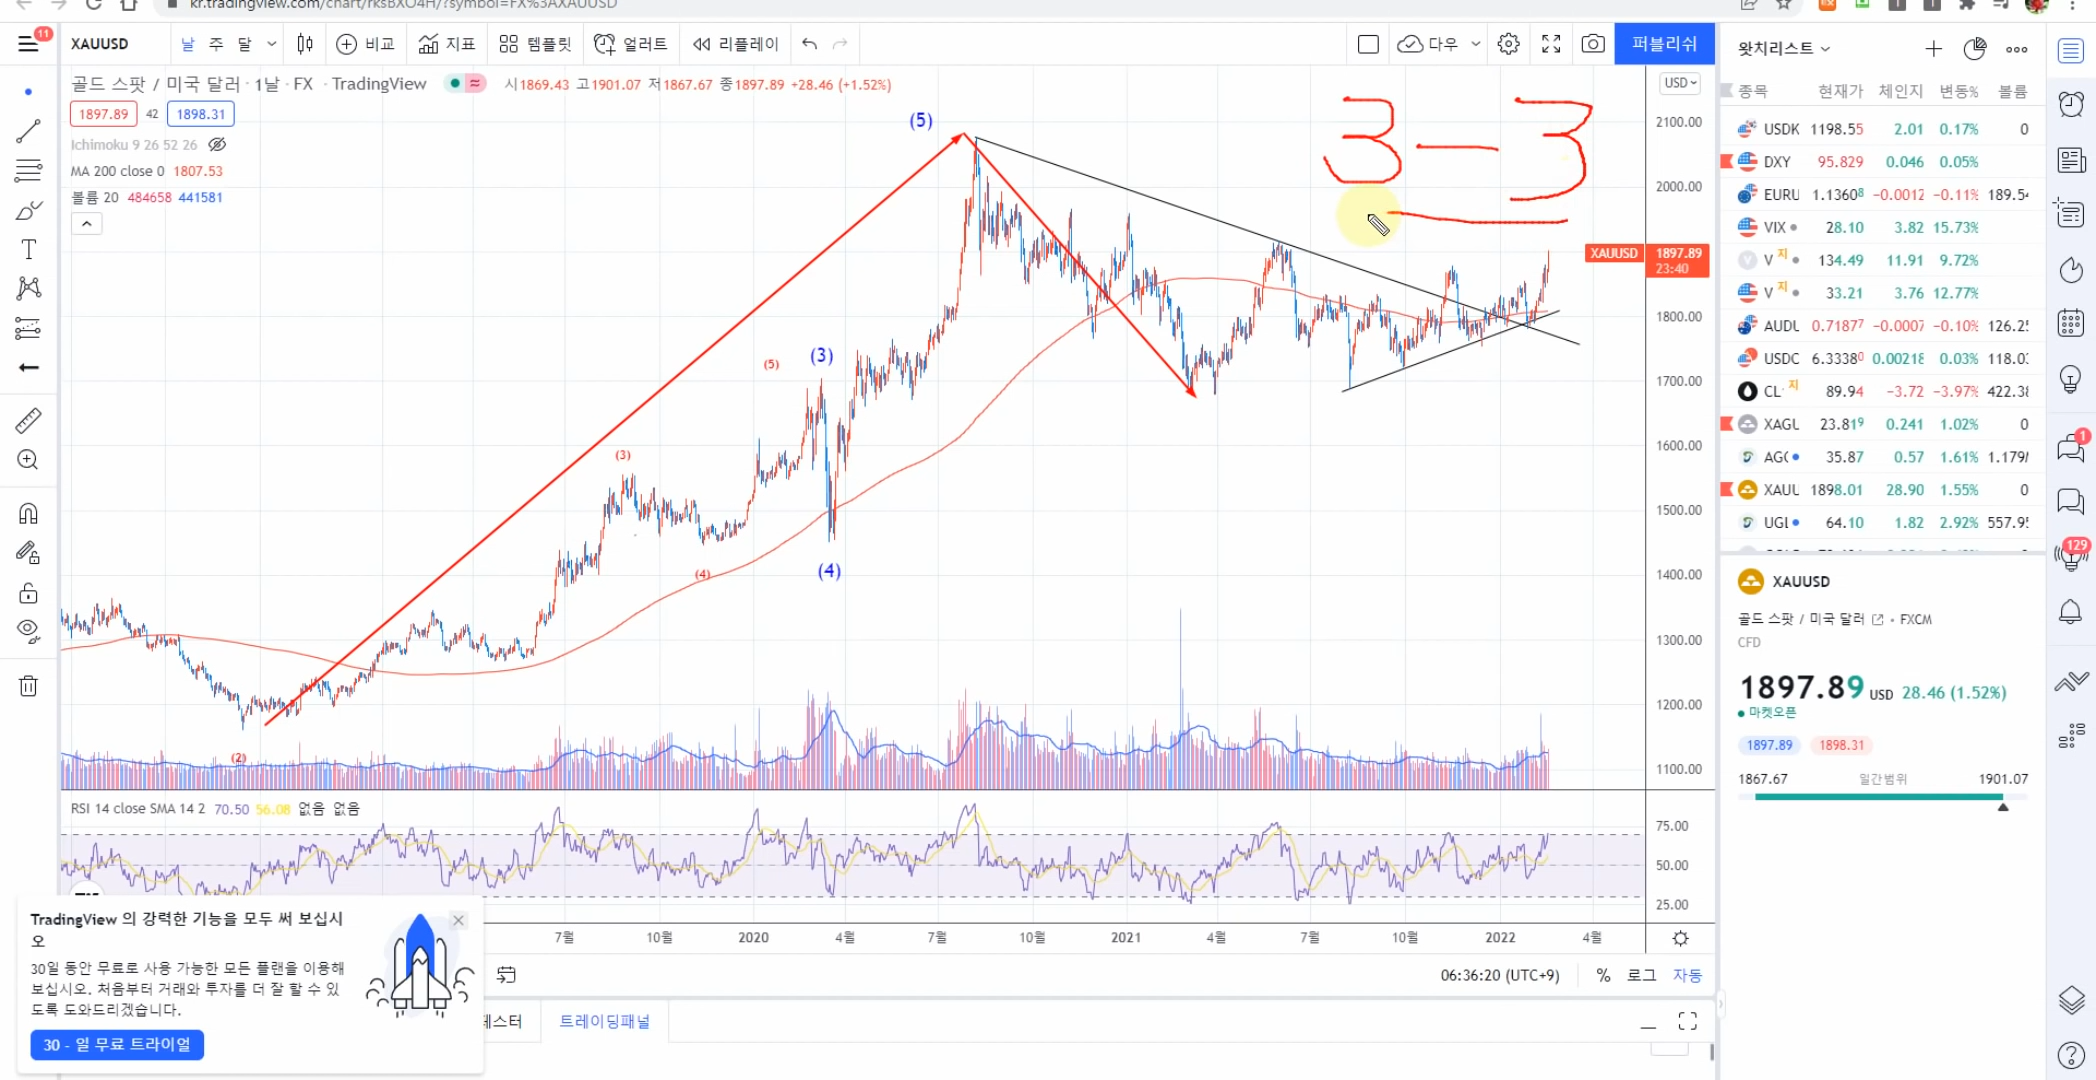 kr.tradingview.com/chart/rksBXO4H/?symbol=FX%3AXAUUSD
11
XAUUSD 날 주 달 비교 지표 템플릿 얼러트 리플레이 다우 퍼블리쉬
골드 스팟 / 미국 달러 · 1날 · FX · TradingView 시1869.43 고1901.07 저1867.67 종1897.89 +28.46 (+1.52%)
1897.89 42 1898.31
Ichimoku 9 26 52 26
MA 200 close 0 1807.53
볼륨 20 484658 441581
3 - 3
(5)
(3)
(5)
(3)
(4)
(4)
(2)
USD
2100.00
2000.00
XAUUSD 1897.89
23:40
1800.00
1700.00
1600.00
1500.00
1400.00
1300.00
1200.00
1100.00
RSI 14 close SMA 14 2 70.50 56.08 없음 없음
75.00
50.00
25.00
7월 10월 2020 4월 7월 10월 2021 4월 7월 10월 2022 4월
06:36:20 (UTC+9) % 로그 자동
테스터 트레이딩패널
TradingView 의 강력한 기능을 모두 써 보십시
오
30일 동안 무료로 사용 가능한 모든 플랜을 이용해
보십시오. 처음부터 거래와 투자를 더 잘 할 수 있
도록 도와드리겠습니다.
30 - 일 무료 트라이얼
왓치리스트
종목 현재가 체인지 변동% 볼륨
USDK 1198.55 2.01 0.17% 0
DXY 95.829 0.046 0.05%
EURU 1.13608 -0.0012 -0.11% 189.54
VIX 28.10 3.82 15.73%
V 지 134.49 11.91 9.72%
V 지 33.21 3.76 12.77%
AUDU 0.71877 -0.0007 -0.10%
USDC 6.33380 0.00218 0.03%
CL 지 89.94 -3.72 -3.97% 422.38
XAGU 23.819 0.241 1.02% 0
AGQ 35.87 0.57 1.61%
XAUU 1898.01 28.90 1.55% 0
UGL 64.10 1.82 2.92%
XAUUSD
골드 스팟 / 미국 달러 • FXCM
CFD
1897.89 USD 28.46 (1.52%)
마켓오픈
1897.89 1898.31
1867.67 일간범위 1901.07
1
129